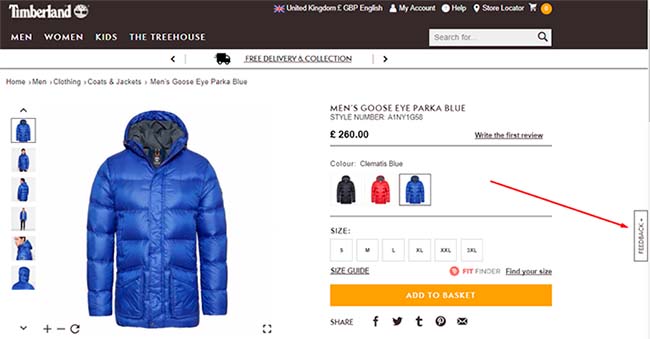 Timberland
United Kingdom £ GBP English My Account Help Store Locator 0
MEN WOMEN KIDS THE TREEHOUSE
Search for...
FREE DELIVERY & COLLECTION
Home › Men › Clothing › Coats & Jackets › Men's Goose Eye Parka Blue
MEN'S GOOSE EYE PARKA BLUE
STYLE NUMBER: A1NY1G58
£ 260.00 Write the first review
Colour: Clematis Blue
FEEDBACK +
SIZE:
S M L XL XXL 3XL
SIZE GUIDE FIT FINDER Find your size
ADD TO BASKET
SHARE